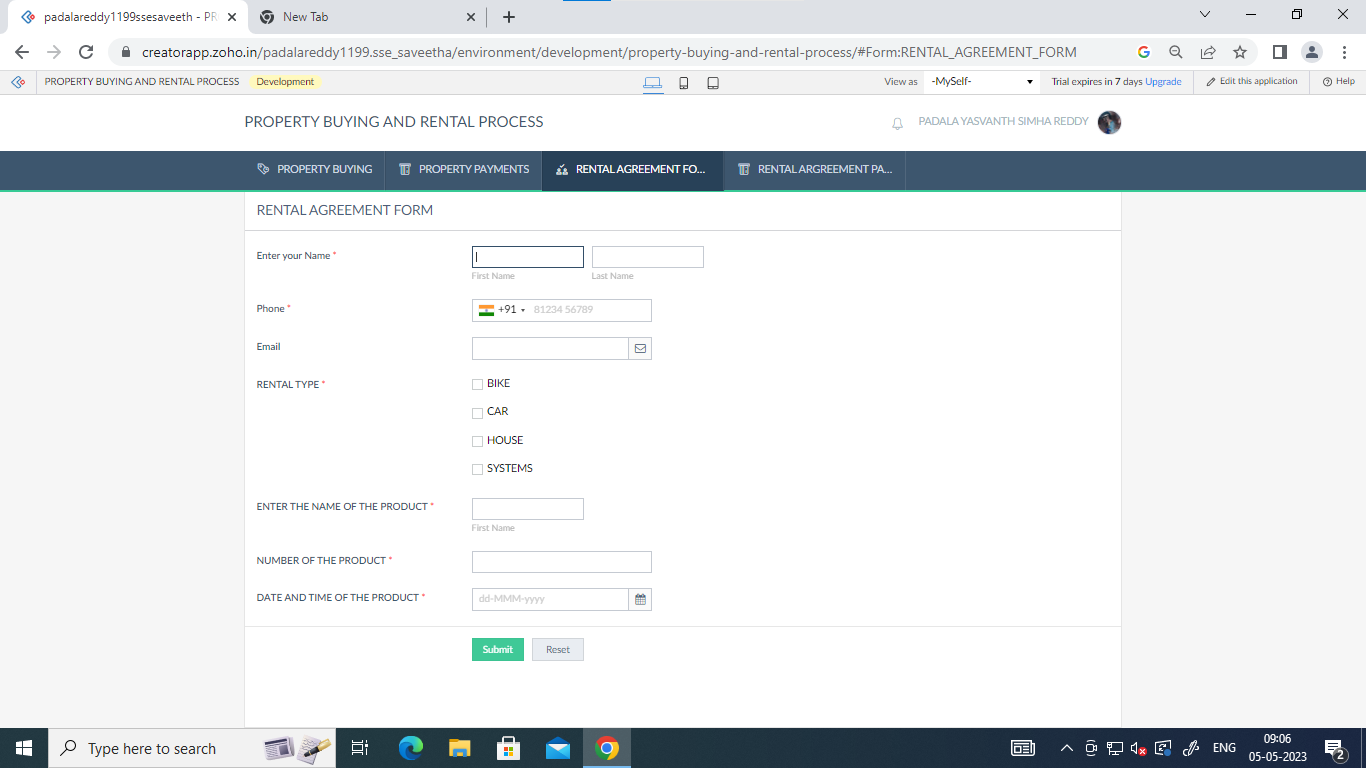 padalareddy1199ssesaveeth - PR
New Tab
creatorapp.zoho.in/padalareddy1199.sse_saveetha/environment/development/property-buying-and-rental-process/#Form:RENTAL_AGREEMENT_FORM
PROPERTY BUYING AND RENTAL PROCESS
Development
View as
-MySelf-
Trial expires in 7 days Upgrade
Edit this application
Help
PROPERTY BUYING AND RENTAL PROCESS
PADALA YASVANTH SIMHA REDDY
PROPERTY BUYING
PROPERTY PAYMENTS
RENTAL AGREEMENT FO...
RENTAL ARGREEMENT PA...
RENTAL AGREEMENT FORM
Enter your Name *
First Name
Last Name
Phone *
+91
81234 56789
Email
RENTAL TYPE *
BIKE
CAR
HOUSE
SYSTEMS
ENTER THE NAME OF THE PRODUCT *
First Name
NUMBER OF THE PRODUCT *
DATE AND TIME OF THE PRODUCT *
dd-MMM-yyyy
Submit
Reset
Type here to search
ENG
09:06
05-05-2023
2